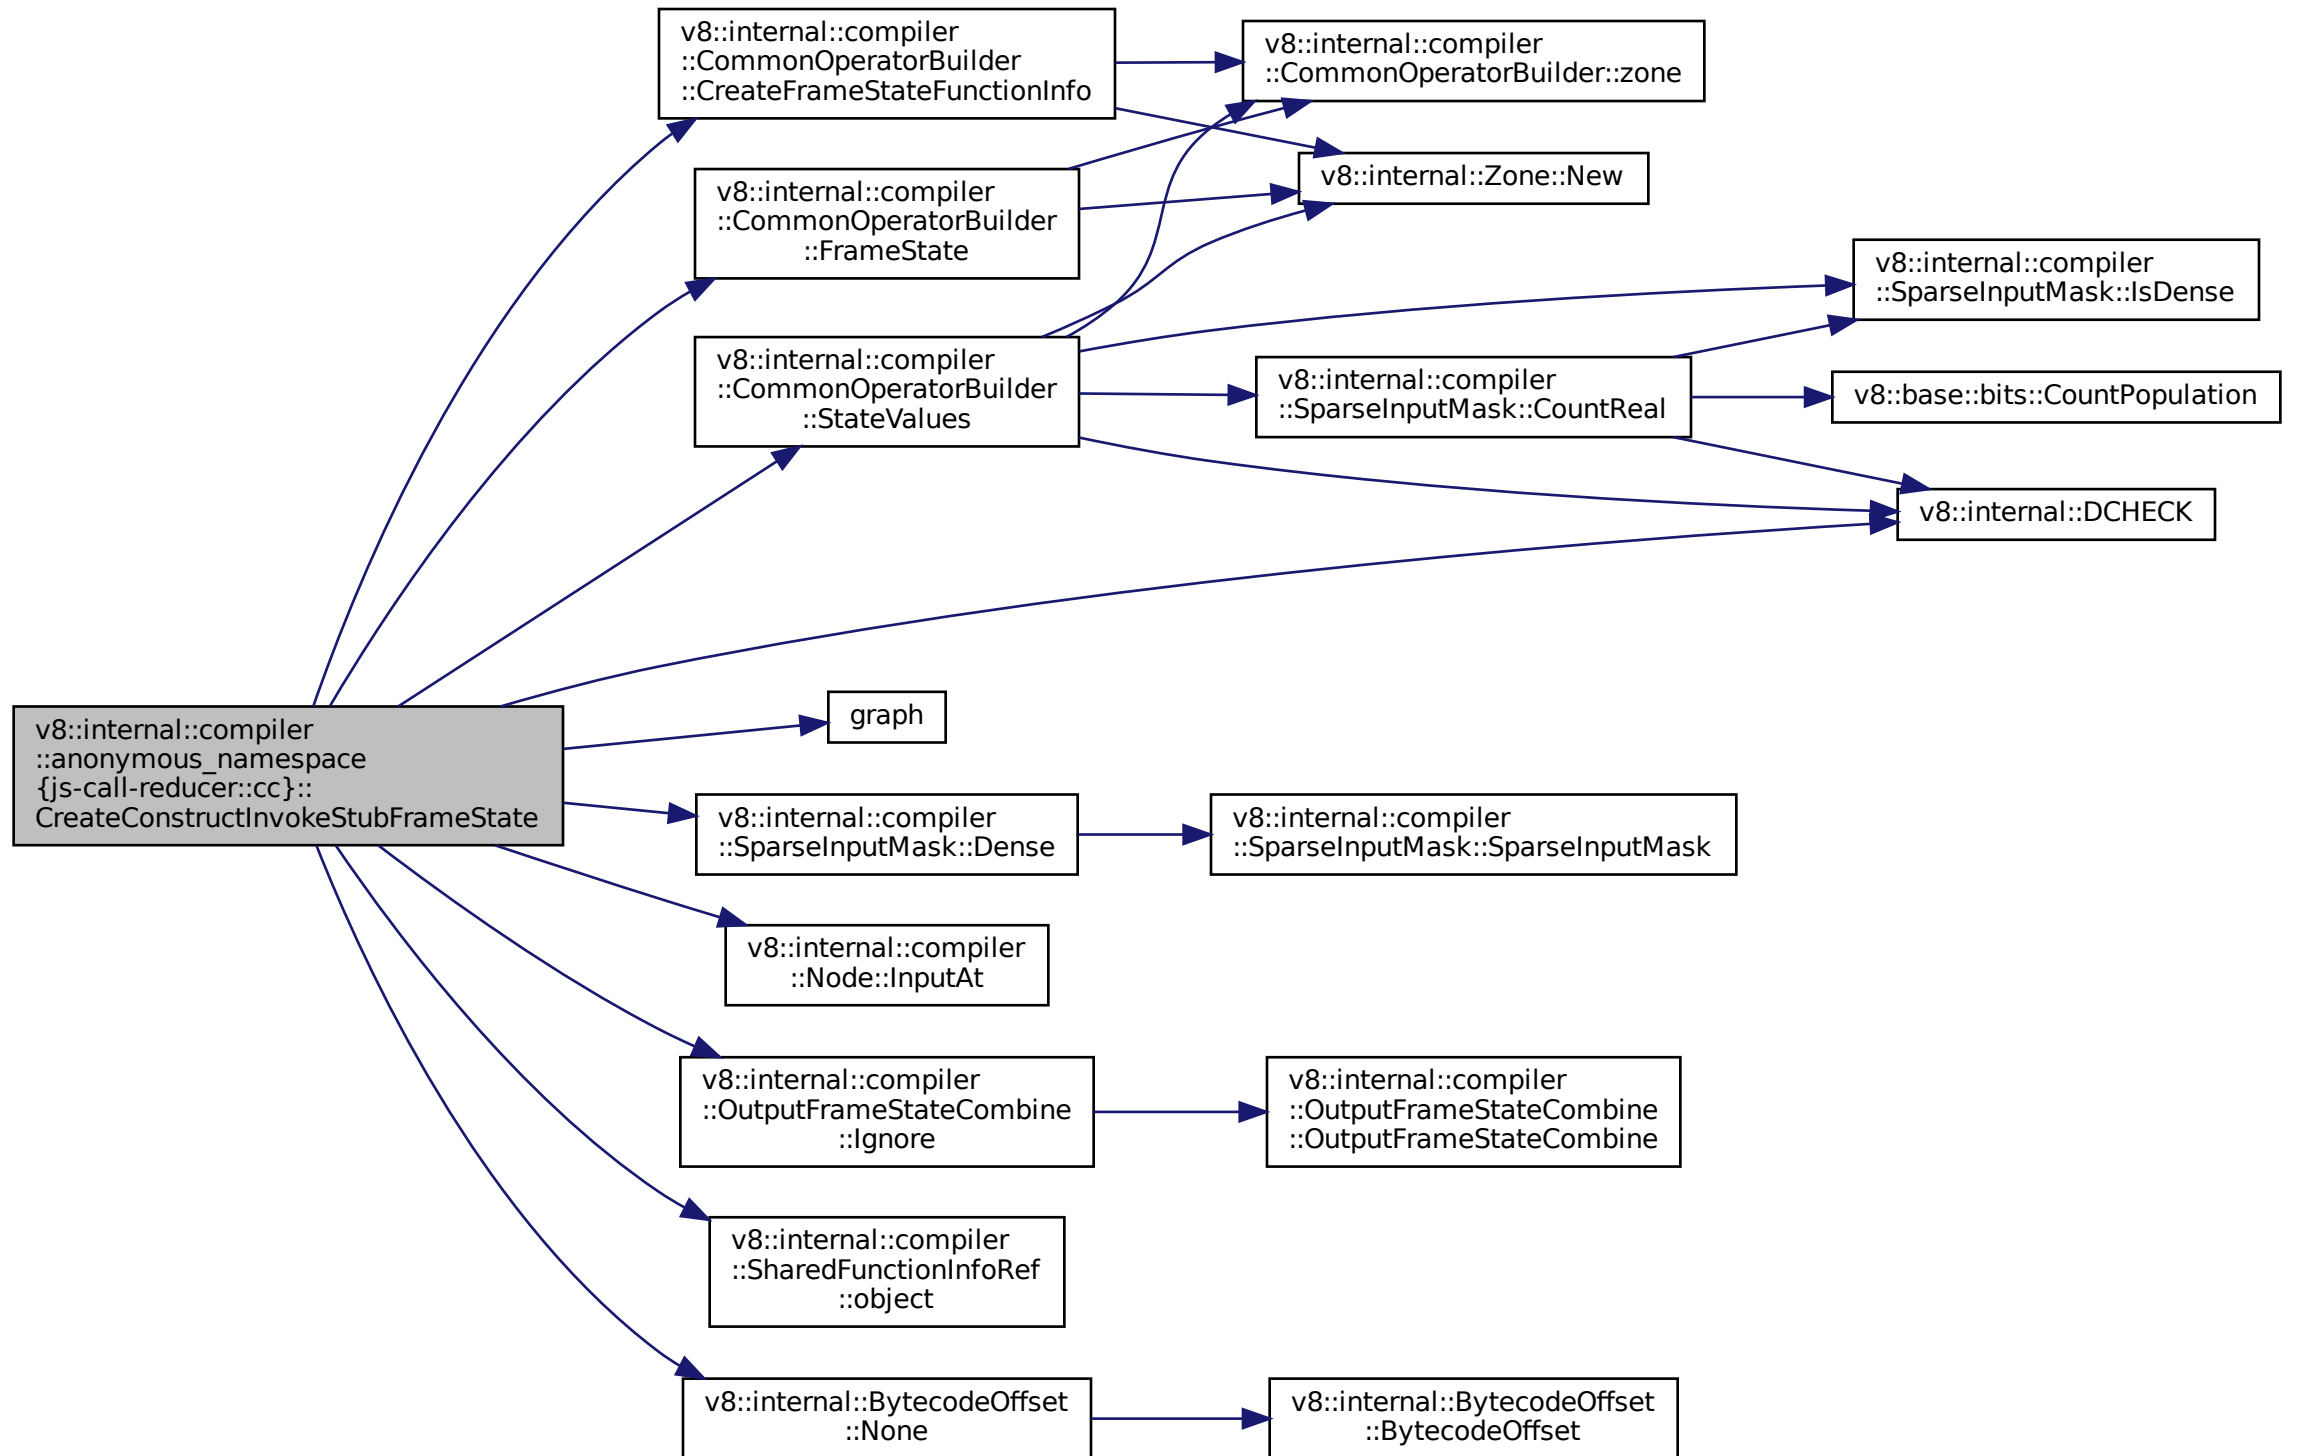 v8::internal::compiler
::CommonOperatorBuilder
::CreateFrameStateFunctionInfo
v8::internal::compiler
::CommonOperatorBuilder::zone
v8::internal::Zone::New
v8::internal::compiler
::CommonOperatorBuilder
::FrameState
v8::internal::compiler
::SparseInputMask::IsDense
v8::internal::compiler
::CommonOperatorBuilder
::StateValues
v8::internal::compiler
::SparseInputMask::CountReal
v8::base::bits::CountPopulation
v8::internal::DCHECK
v8::internal::compiler
::anonymous_namespace
{js-call-reducer::cc}::
CreateConstructInvokeStubFrameState
graph
v8::internal::compiler
::SparseInputMask::Dense
v8::internal::compiler
::SparseInputMask::SparseInputMask
v8::internal::compiler
::Node::InputAt
v8::internal::compiler
::OutputFrameStateCombine
::Ignore
v8::internal::compiler
::OutputFrameStateCombine
::OutputFrameStateCombine
v8::internal::compiler
::SharedFunctionInfoRef
::object
v8::internal::BytecodeOffset
::None
v8::internal::BytecodeOffset
::BytecodeOffset